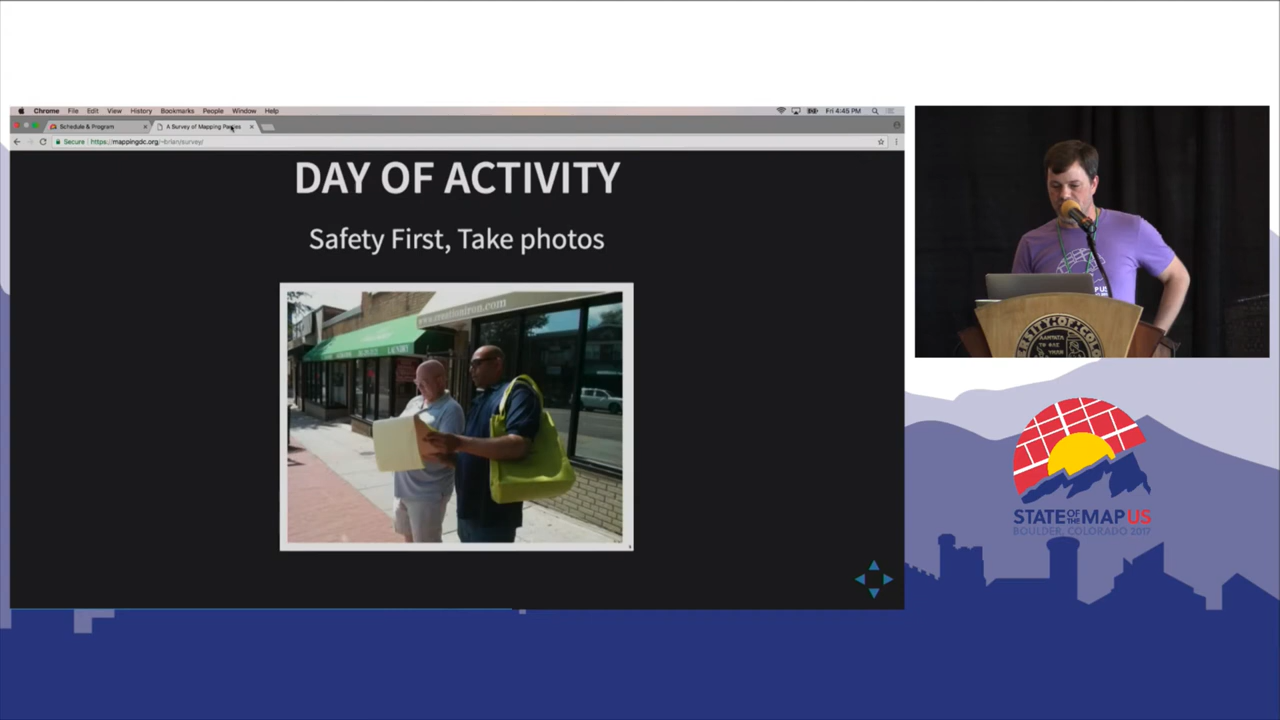 Chrome File Edit View History Bookmarks People Window Help
Fri 4:45 PM
Schedule & Program
A Survey of Mapping Parties
Secure https://mappingdc.org/~brian/survey/
DAY OF ACTIVITY
Safety First, Take photos
STATE OF THE MAP US
BOULDER, COLORADO 2017